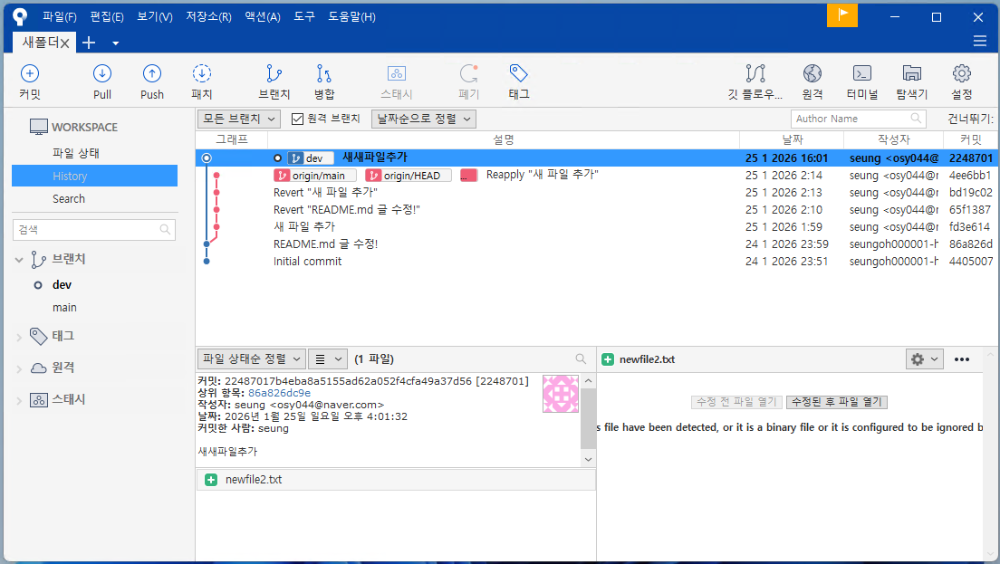 파일(F) 편집(E) 보기(V) 저장소(R) 액션(A) 도구 도움말(H)
새폴더
커밋 Pull Push 패치 브랜치 병합 스태시 폐기 태그 깃 플로우... 원격 터미널 탐색기 설정
WORKSPACE
파일 상태
History
Search
검색
브랜치
dev
main
태그
원격
스태시
모든 브랜치 원격 브랜치 날짜순으로 정렬 Author Name 건너뛰기:
그래프 설명 날짜 작성자 커밋
dev 새새파일추가 25 1 2026 16:01 seung <osy044@ 2248701
origin/main origin/HEAD ... Reapply "새 파일 추가" 25 1 2026 2:14 seung <osy044@r 4ee6bb1
Revert "새 파일 추가" 25 1 2026 2:13 seung <osy044@r bd19c02
Revert "README.md 글 수정!" 25 1 2026 2:10 seung <osy044@r 65f1387
새 파일 추가 25 1 2026 1:59 seung <osy044@r fd3e614
README.md 글 수정! 24 1 2026 23:59 seungoh000001-h 86a826d
Initial commit 24 1 2026 23:51 seungoh000001-h 4405007
파일 상태순 정렬 (1 파일)
커밋: 22487017b4eba8a5155ad62a052f4cfa49a37d56 [2248701]
상위 항목: 86a826dc9e
작성자: seung <osy044@naver.com>
날짜: 2026년 1월 25일 일요일 오후 4:01:32
커밋한 사람: seung
새새파일추가
newfile2.txt
newfile2.txt
수정 전 파일 열기 수정된 후 파일 열기
s file have been detected, or it is a binary file or it is configured to be ignored b